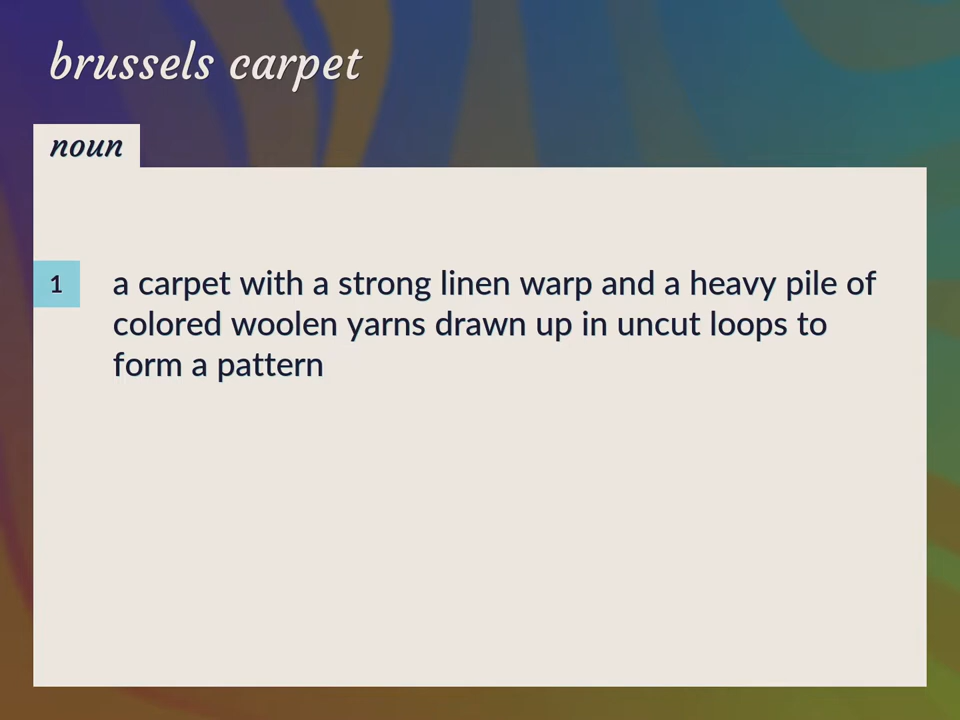 brussels carpet
noun
1
a carpet with a strong linen warp and a heavy pile of
colored woolen yarns drawn up in uncut loops to
form a pattern